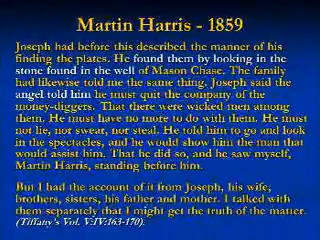 Martin Harris - 1859
Joseph had before this described the manner of his
finding the plates. He found them by looking in the
stone found in the well of Mason Chase. The family
had likewise told me the same thing. Joseph said the
angel told him he must quit the company of the
money-diggers. That there were wicked men among
them. He must have no more to do with them. He must
not lie, nor swear, nor steal. He told him to go and look
in the spectacles, and he would show him the man that
would assist him. That he did so, and he saw myself,
Martin Harris, standing before him.
But I had the account of it from Joseph, his wife,
brothers, sisters, his father and mother. I talked with
them separately that I might get the truth of the matter.
(Tiffany's Vol. V:IV:163-170).